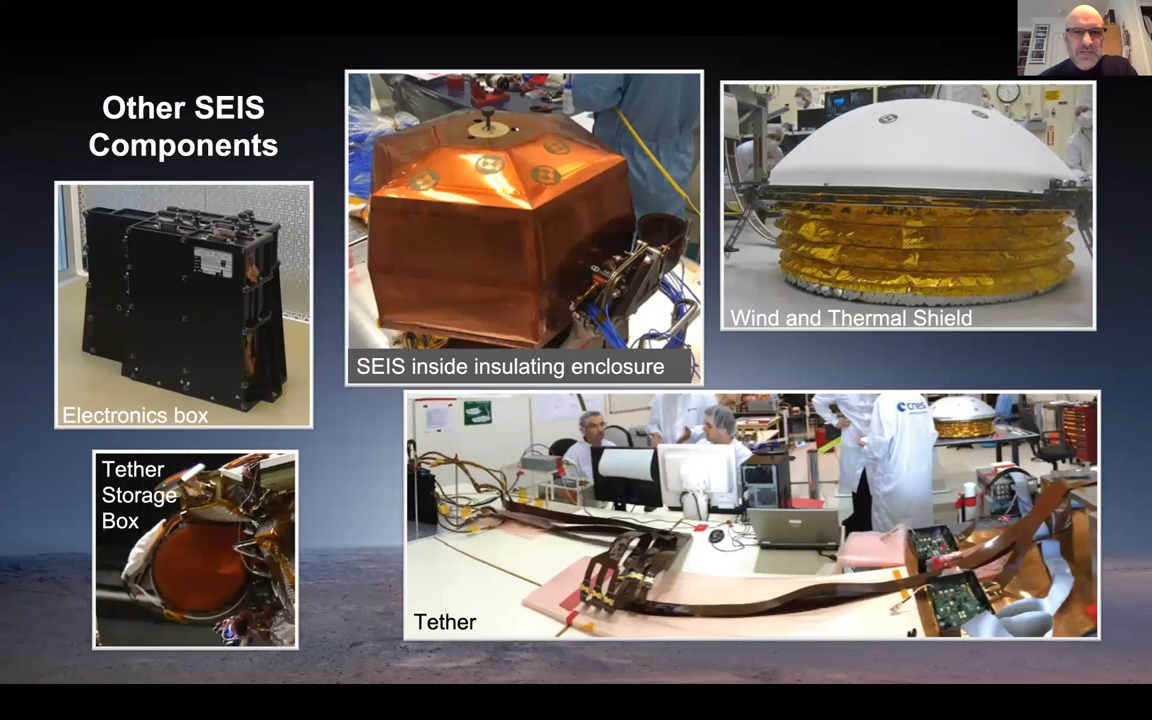 Other SEIS
Components
SEIS inside insulating enclosure
Wind and Thermal Shield
Electronics box
Tether
Storage
Box
cnes
Tether